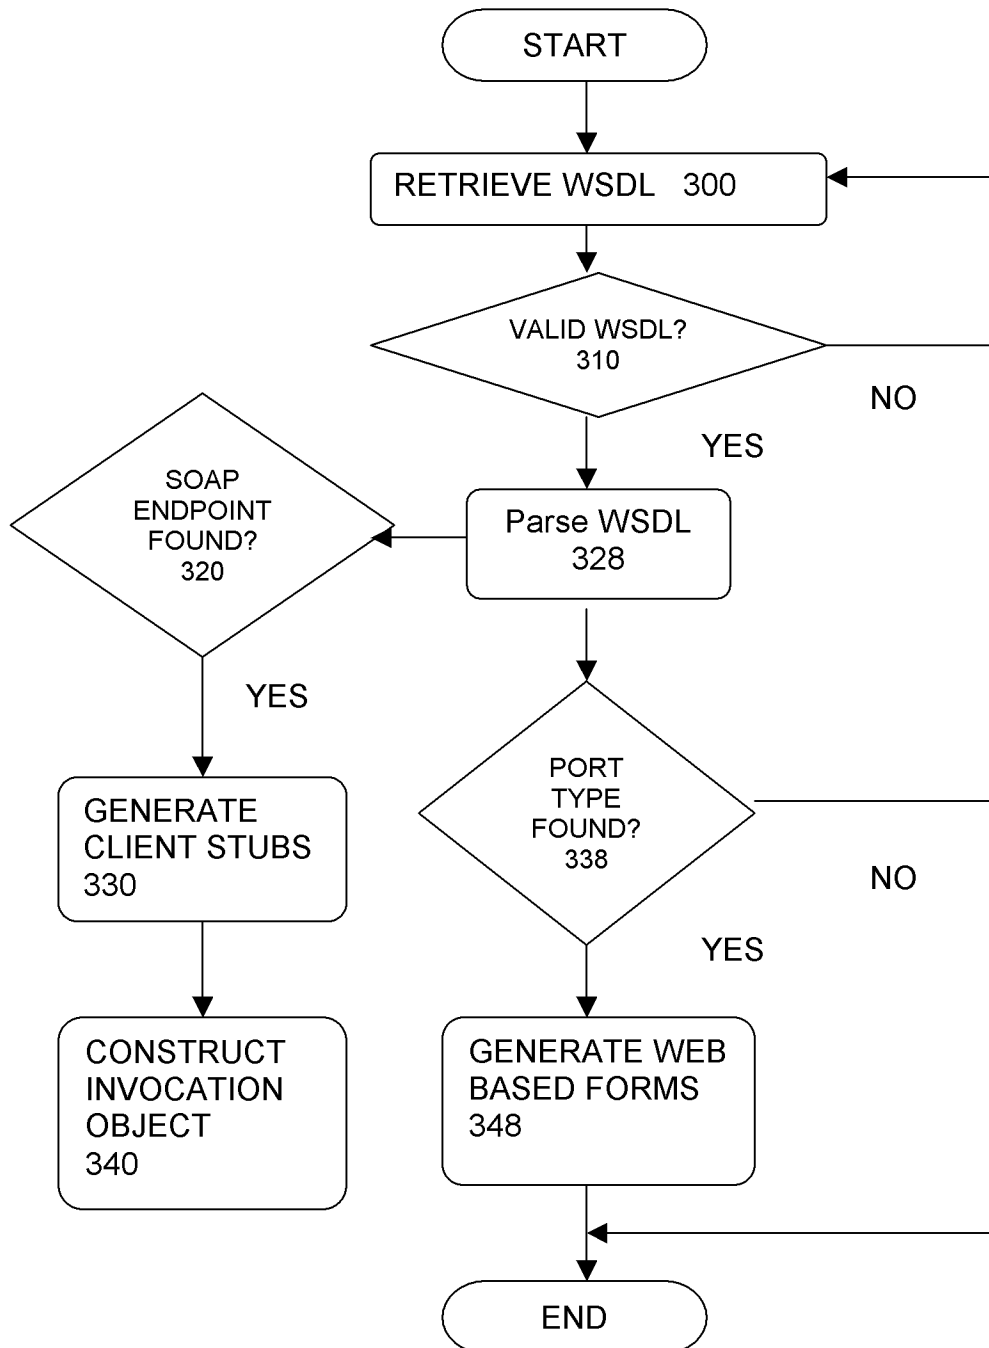 START
RETRIEVE WSDL 300
VALID WSDL?
310
NO
YES
SOAP
ENDPOINT
FOUND?
320
Parse WSDL
328
YES
PORT
TYPE
FOUND?
338
GENERATE
CLIENT STUBS
330
NO
YES
CONSTRUCT
INVOCATION
OBJECT
340
GENERATE WEB
BASED FORMS
348
END